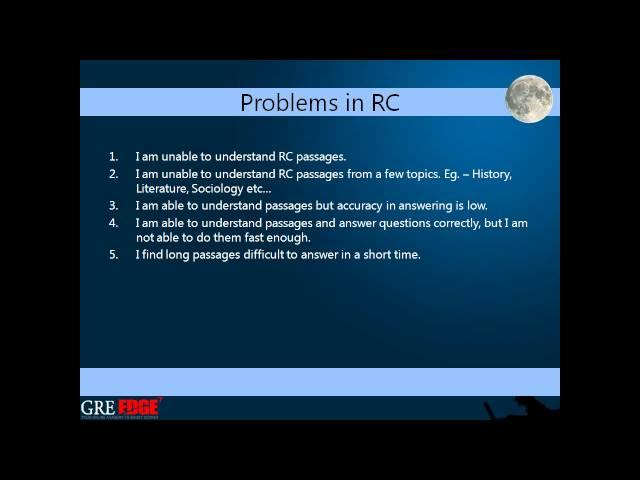 Problems in RC
1. I am unable to understand RC passages.
2. I am unable to understand RC passages from a few topics. Eg. – History,
Literature, Sociology etc...
3. I am able to understand passages but accuracy in answering is low.
4. I am able to understand passages and answer questions correctly, but I am
not able to do them fast enough.
5. I find long passages difficult to answer in a short time.
GRE EDGE